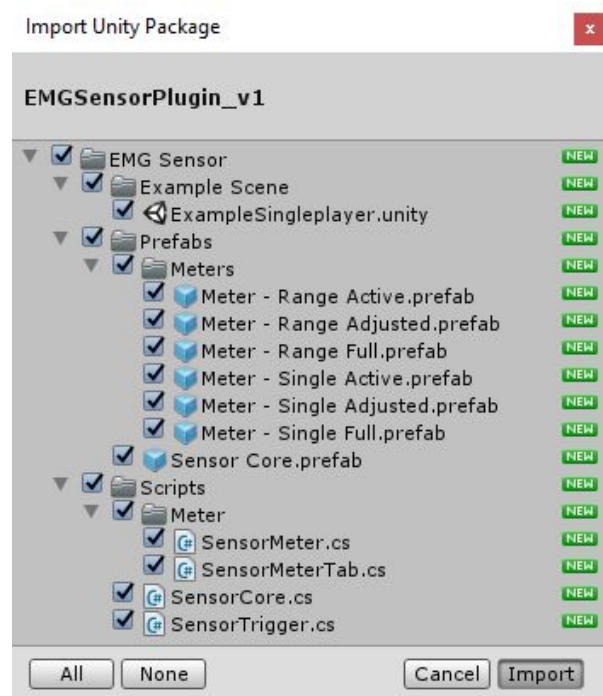 Import Unity Package x
EMGSensorPlugin_v1
EMG Sensor NEW
Example Scene NEW
ExampleSingleplayer.unity NEW
Prefabs NEW
Meters NEW
Meter - Range Active.prefab NEW
Meter - Range Adjusted.prefab NEW
Meter - Range Full.prefab NEW
Meter - Single Active.prefab NEW
Meter - Single Adjusted.prefab NEW
Meter - Single Full.prefab NEW
Sensor Core.prefab NEW
Scripts NEW
Meter NEW
C# SensorMeter.cs NEW
C# SensorMeterTab.cs NEW
C# SensorCore.cs NEW
C# SensorTrigger.cs NEW
All None Cancel Import